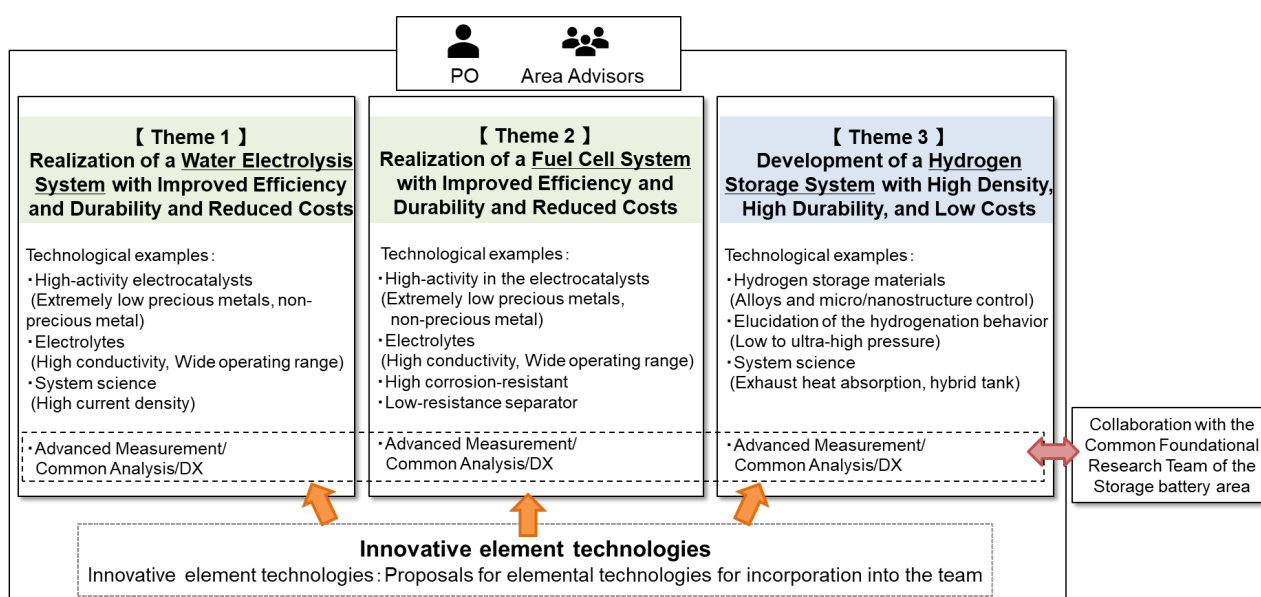 PO
Area Advisors
【 Theme 1 】
Realization of a Water Electrolysis
System with Improved Efficiency
and Durability and Reduced Costs
Technological examples：
・High-activity electrocatalysts
(Extremely low precious metals, non-
precious metal)
・Electrolytes
(High conductivity, Wide operating range)
・System science
(High current density)
・Advanced Measurement/
Common Analysis/DX
【 Theme 2 】
Realization of a Fuel Cell System
with Improved Efficiency and
Durability and Reduced Costs
Technological examples：
・High-activity in the electrocatalysts
(Extremely low precious metals,
non-precious metal)
・Electrolytes
(High conductivity, Wide operating range)
・High corrosion-resistant
・Low-resistance separator
・Advanced Measurement/
Common Analysis/DX
【 Theme 3 】
Development of a Hydrogen
Storage System with High Density,
High Durability, and Low Costs
Technological examples：
・Hydrogen storage materials
(Alloys and micro/nanostructure control)
・Elucidation of the hydrogenation behavior
(Low to ultra-high pressure)
・System science
(Exhaust heat absorption, hybrid tank)
・Advanced Measurement/
Common Analysis/DX
Collaboration with the
Common Foundational
Research Team of the
Storage battery area
Innovative element technologies
Innovative element technologies：Proposals for elemental technologies for incorporation into the team